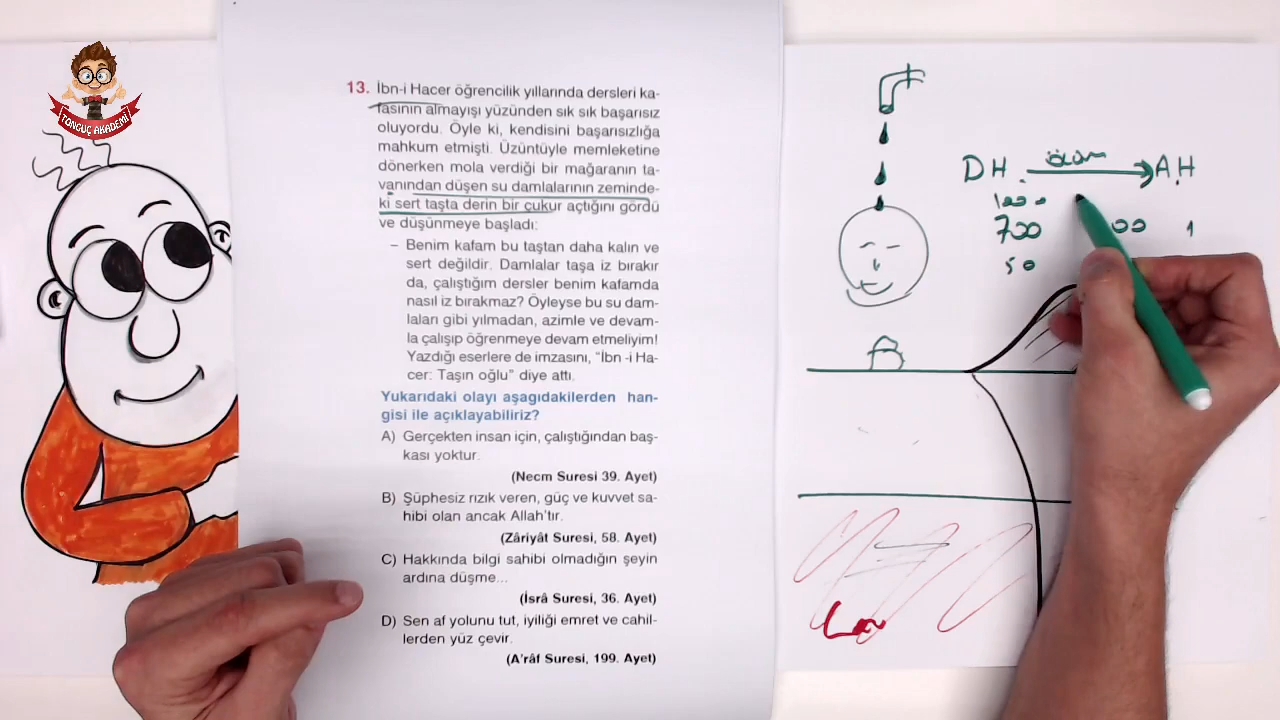 TONGUÇ AKADEMİ
13. İbn-i Hacer öğrencilik yıllarında dersleri ka-
fasının almayışı yüzünden sık sık başarısız
oluyordu. Öyle ki, kendisini başarısızlığa
mahkum etmişti. Üzüntüyle memleketine
dönerken mola verdiği bir mağaranın ta-
vanından düşen su damlalarının zeminde-
ki sert taşta derin bir çukur açtığını gördü
ve düşünmeye başladı:
– Benim kafam bu taştan daha kalın ve
sert değildir. Damlalar taşa iz bırakır
da, çalıştığım dersler benim kafamda
nasıl iz bırakmaz? Öyleyse bu su dam-
laları gibi yılmadan, azimle ve devam-
la çalışıp öğrenmeye devam etmeliyim!
Yazdığı eserlere de imzasını, “İbn -i Ha-
cer: Taşın oğlu” diye attı.
Yukarıdaki olayı aşagıdakilerden han-
gisi ile açıklayabiliriz?
A) Gerçekten insan için, çalıştığından baş-
kası yoktur.
(Necm Suresi 39. Ayet)
B) Şüphesiz rızık veren, güç ve kuvvet sa-
hibi olan ancak Allah’tır.
(Zâriyât Suresi, 58. Ayet)
C) Hakkında bilgi sahibi olmadığın şeyin
ardına düşme...
(İsrâ Suresi, 36. Ayet)
D) Sen af yolunu tut, iyiliği emret ve cahil-
lerden yüz çevir.
(A’râf Suresi, 199. Ayet)
ölüm
DH. A.H
1000
700 00 1
50